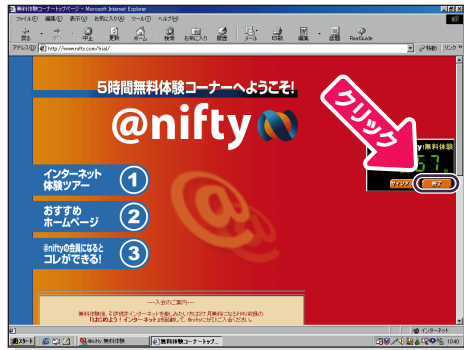 無料体験コーナートップページ - Microsoft Internet Explorer
ファイル(F) 編集(E) 表示(V) お気に入り(A) ツール(T) ヘルプ(H)
戻る 進む 中止 更新 ホーム 検索 お気に入り 履歴 メール 印刷 編集 話題 RealGuide
アドレス(D) http://www.nifty.com/trial/ 移動 リンク
5時間無料体験コーナーへようこそ!
@nifty
クリック
無料体験
57
サインアップ 終了
インターネット
体験ツアー
1
おすすめ
ホームページ
2
@niftyの会員になると
コレができる!
3
---入会のご案内---
スタート @nifty 無料体験 無料体験コーナートップ... インターネット
10:40